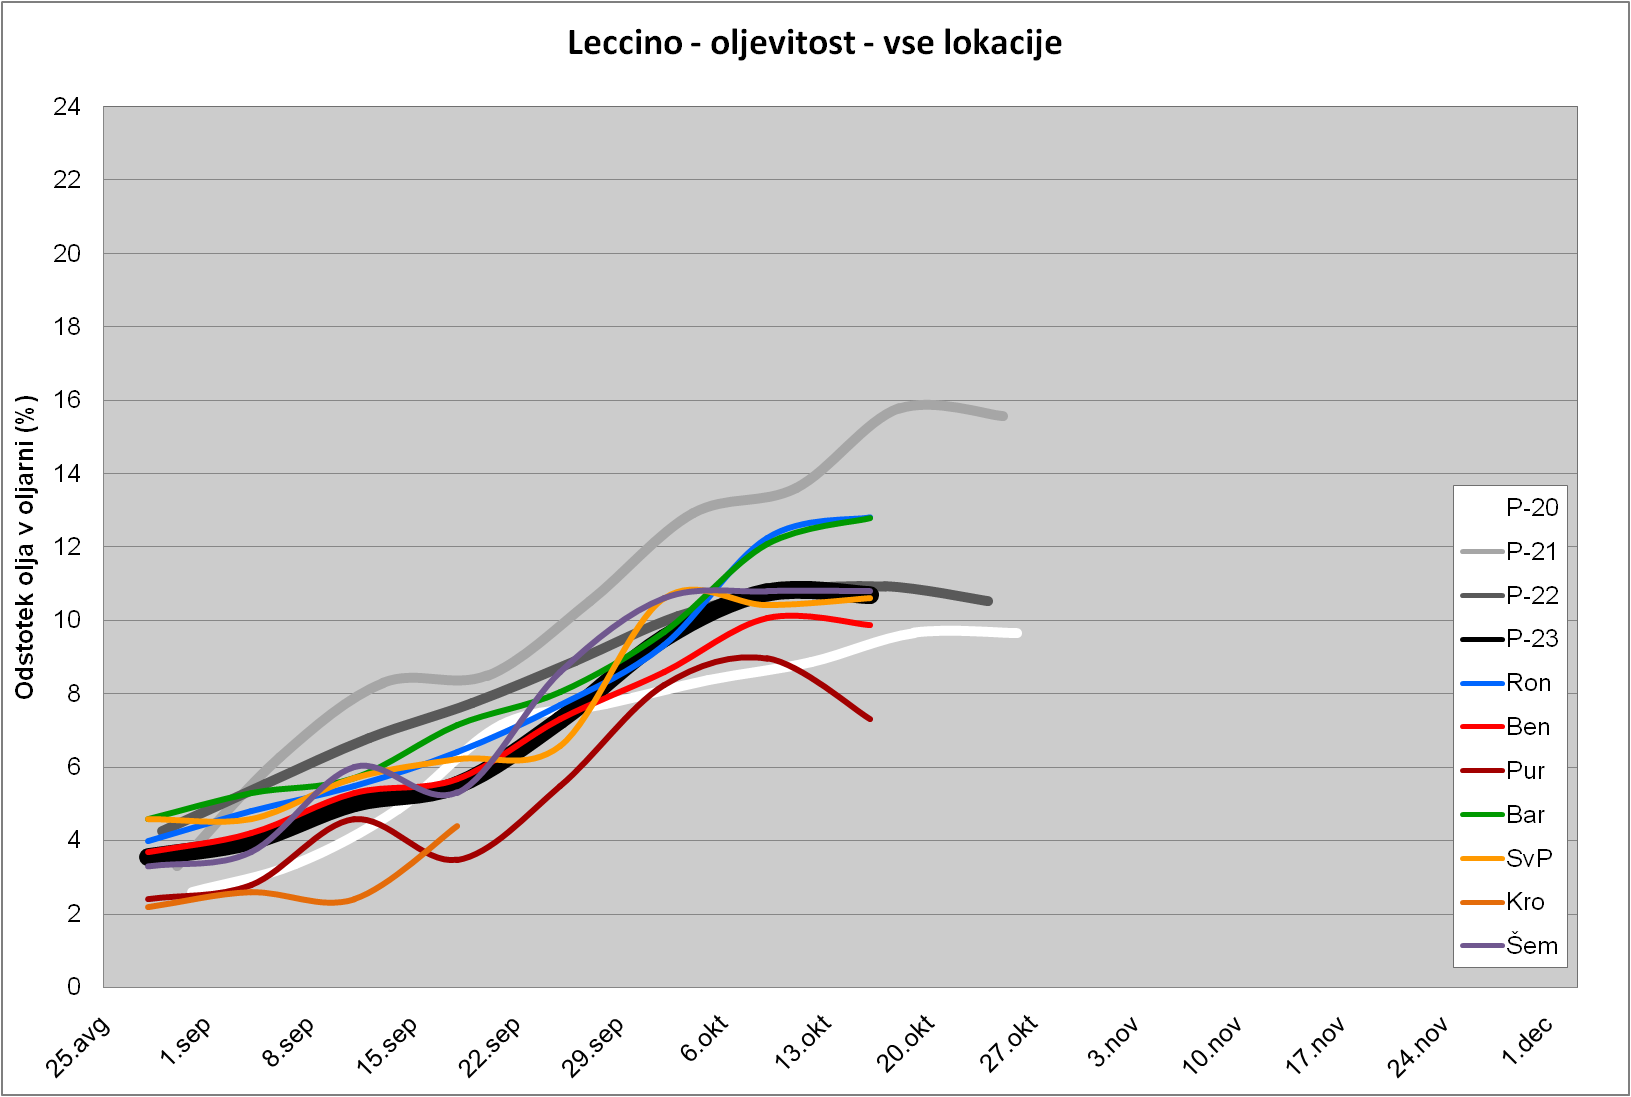 Leccino - oljevitost - vse lokacije
Odstotek olja v oljarni (%)
24
22
20
18
16
14
12
10
8
6
4
2
0
25.avg
1.sep
8.sep
15.sep
22.sep
29.sep
6.okt
13.okt
20.okt
27.okt
3.nov
10.nov
17.nov
24.nov
1.dec
P-20
P-21
P-22
P-23
Ron
Ben
Pur
Bar
SvP
Kro
Šem